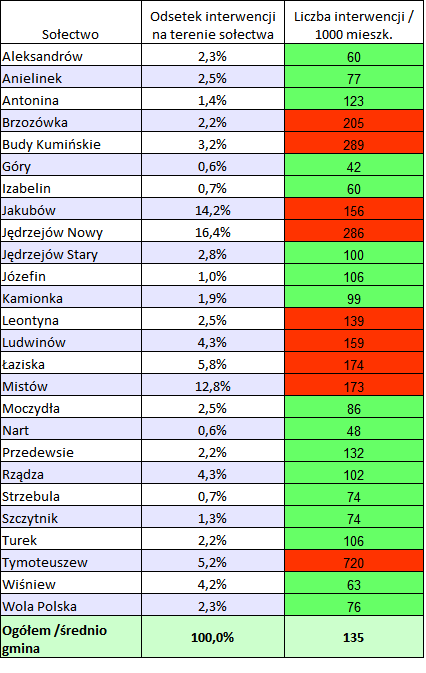 Sołectwo Odsetek interwencji na terenie sołectwa Liczba interwencji / 1000 mieszk.
Aleksandrów 2,3% 60
Anielinek 2,5% 77
Antonina 1,4% 123
Brzozówka 2,2% 205
Budy Kumińskie 3,2% 289
Góry 0,6% 42
Izabelin 0,7% 60
Jakubów 14,2% 156
Jędrzejów Nowy 16,4% 286
Jędrzejów Stary 2,8% 100
Józefin 1,0% 106
Kamionka 1,9% 99
Leontyna 2,5% 139
Ludwinów 4,3% 159
Łaziska 5,8% 174
Mistów 12,8% 173
Moczydła 2,5% 86
Nart 0,6% 48
Przedewsie 2,2% 132
Rządza 4,3% 102
Strzebula 0,7% 74
Szczytnik 1,3% 74
Turek 2,2% 106
Tymoteuszew 5,2% 720
Wiśniew 4,2% 63
Wola Polska 2,3% 76
Ogółem /średnio gmina 100,0% 135